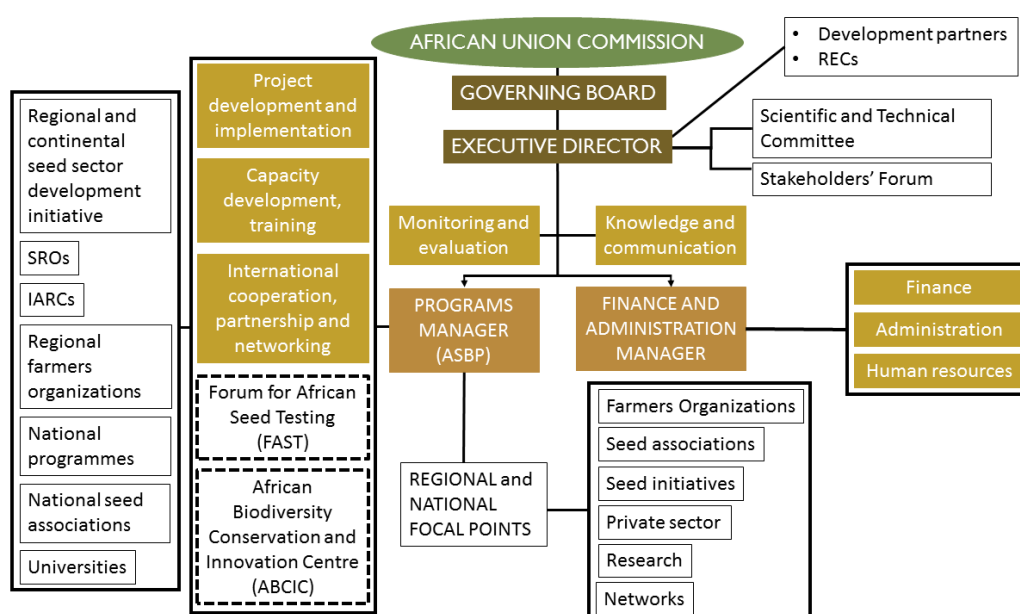 AFRICAN UNION COMMISSION
GOVERNING BOARD
EXECUTIVE DIRECTOR
• Development partners
• RECs
Scientific and Technical
Committee
Stakeholders’ Forum
Monitoring and
evaluation
Knowledge and
communication
PROGRAMS
MANAGER
(ASBP)
FINANCE AND
ADMINISTRATION
MANAGER
Finance
Administration
Human resources
Project
development and
implementation
Capacity
development,
training
International
cooperation,
partnership and
networking
Forum for African
Seed Testing
(FAST)
African
Biodiversity
Conservation and
Innovation Centre
(ABCIC)
Regional and
continental
seed sector
development
initiative
SROs
IARCs
Regional
farmers
organizations
National
programmes
National seed
associations
Universities
REGIONAL and
NATIONAL
FOCAL POINTS
Farmers Organizations
Seed associations
Seed initiatives
Private sector
Research
Networks